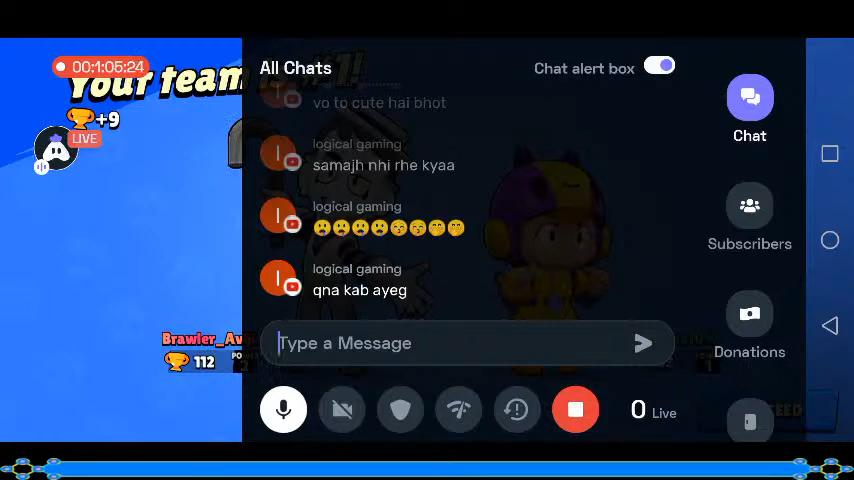 00:1:05:24
Your team
+9
LIVE
All Chats
Chat alert box
vo to cute hai bhot
logical gaming
samajh nhi rhe kyaa
logical gaming
😮😮😮😮😚😚🤭🤭
logical gaming
qna kab ayeg
Type a Message
0 Live
Chat
Subscribers
Donations
Brawler_Av
112